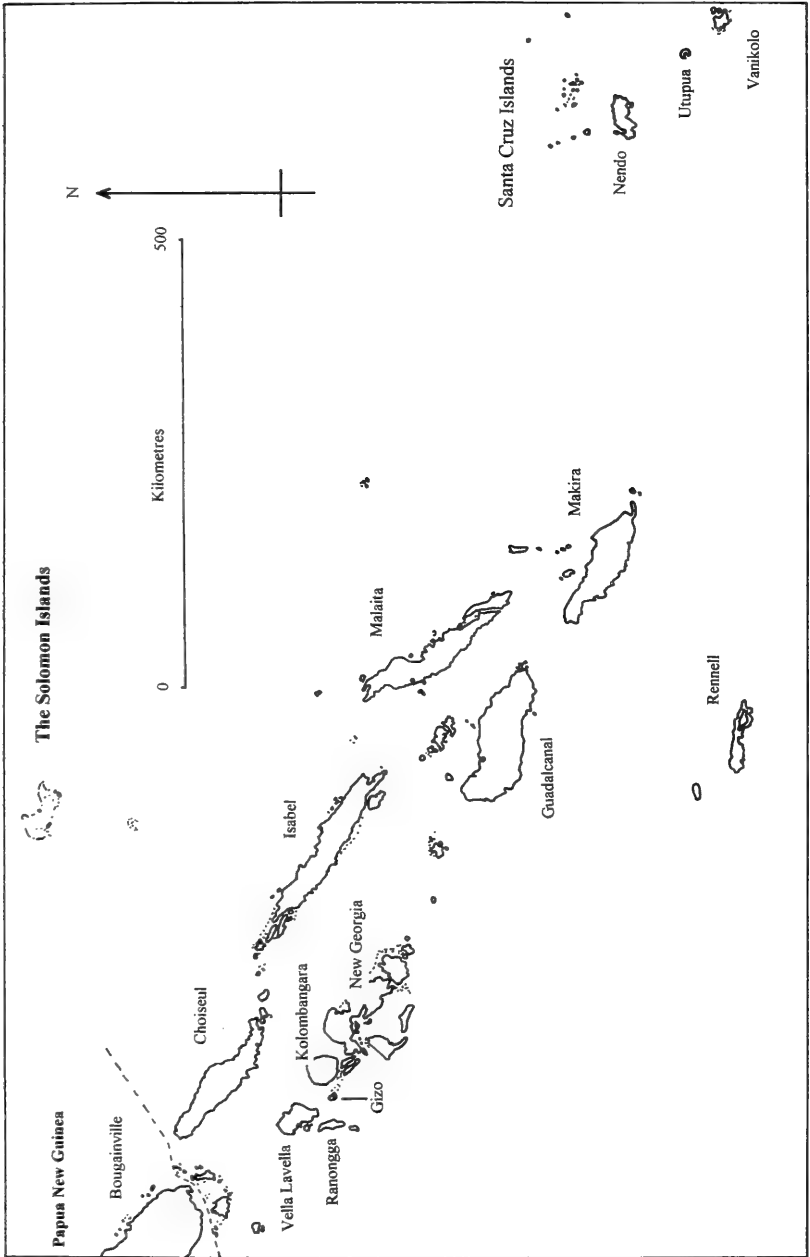 The Solomon Islands
Papua New Guinea
Bougainville
Choiseul
Vella Lavella
Ranongga
Gizo
Kolombangara
New Georgia
Isabel
Malaita
Guadalcanal
Makira
Rennell
0
Kilometres
500
N
Santa Cruz Islands
Nendo
Utupua
Vanikolo